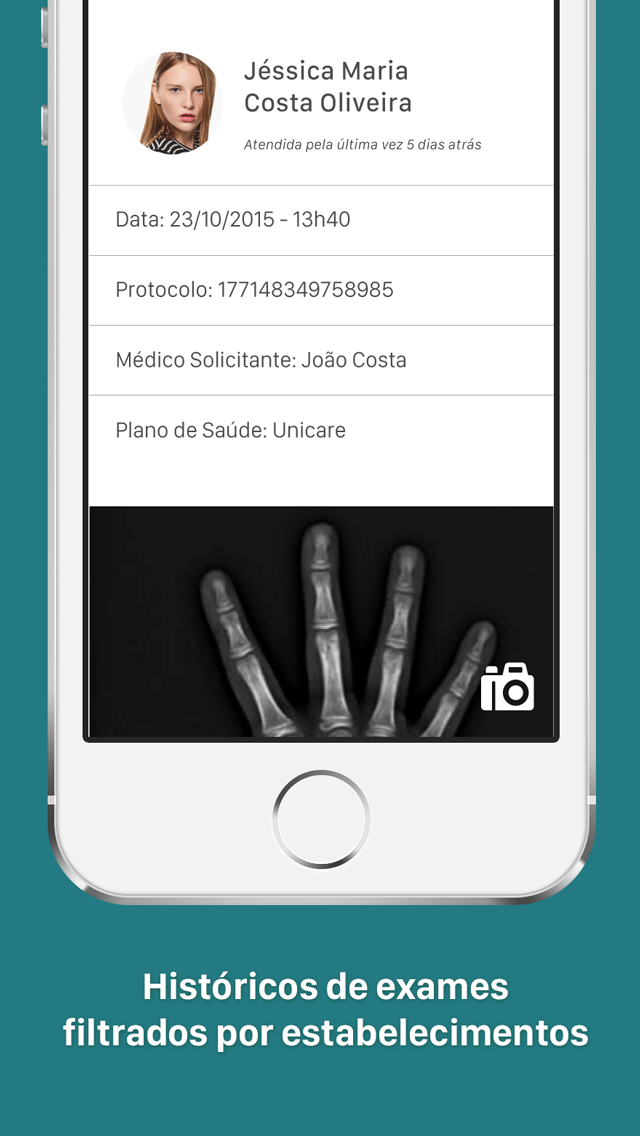 Jéssica Maria
Costa Oliveira
Atendida pela última vez 5 dias atrás
Data: 23/10/2015 - 13h40
Protocolo: 177148349758985
Médico Solicitante: João Costa
Plano de Saúde: Unicare
Históricos de exames
filtrados por estabelecimentos